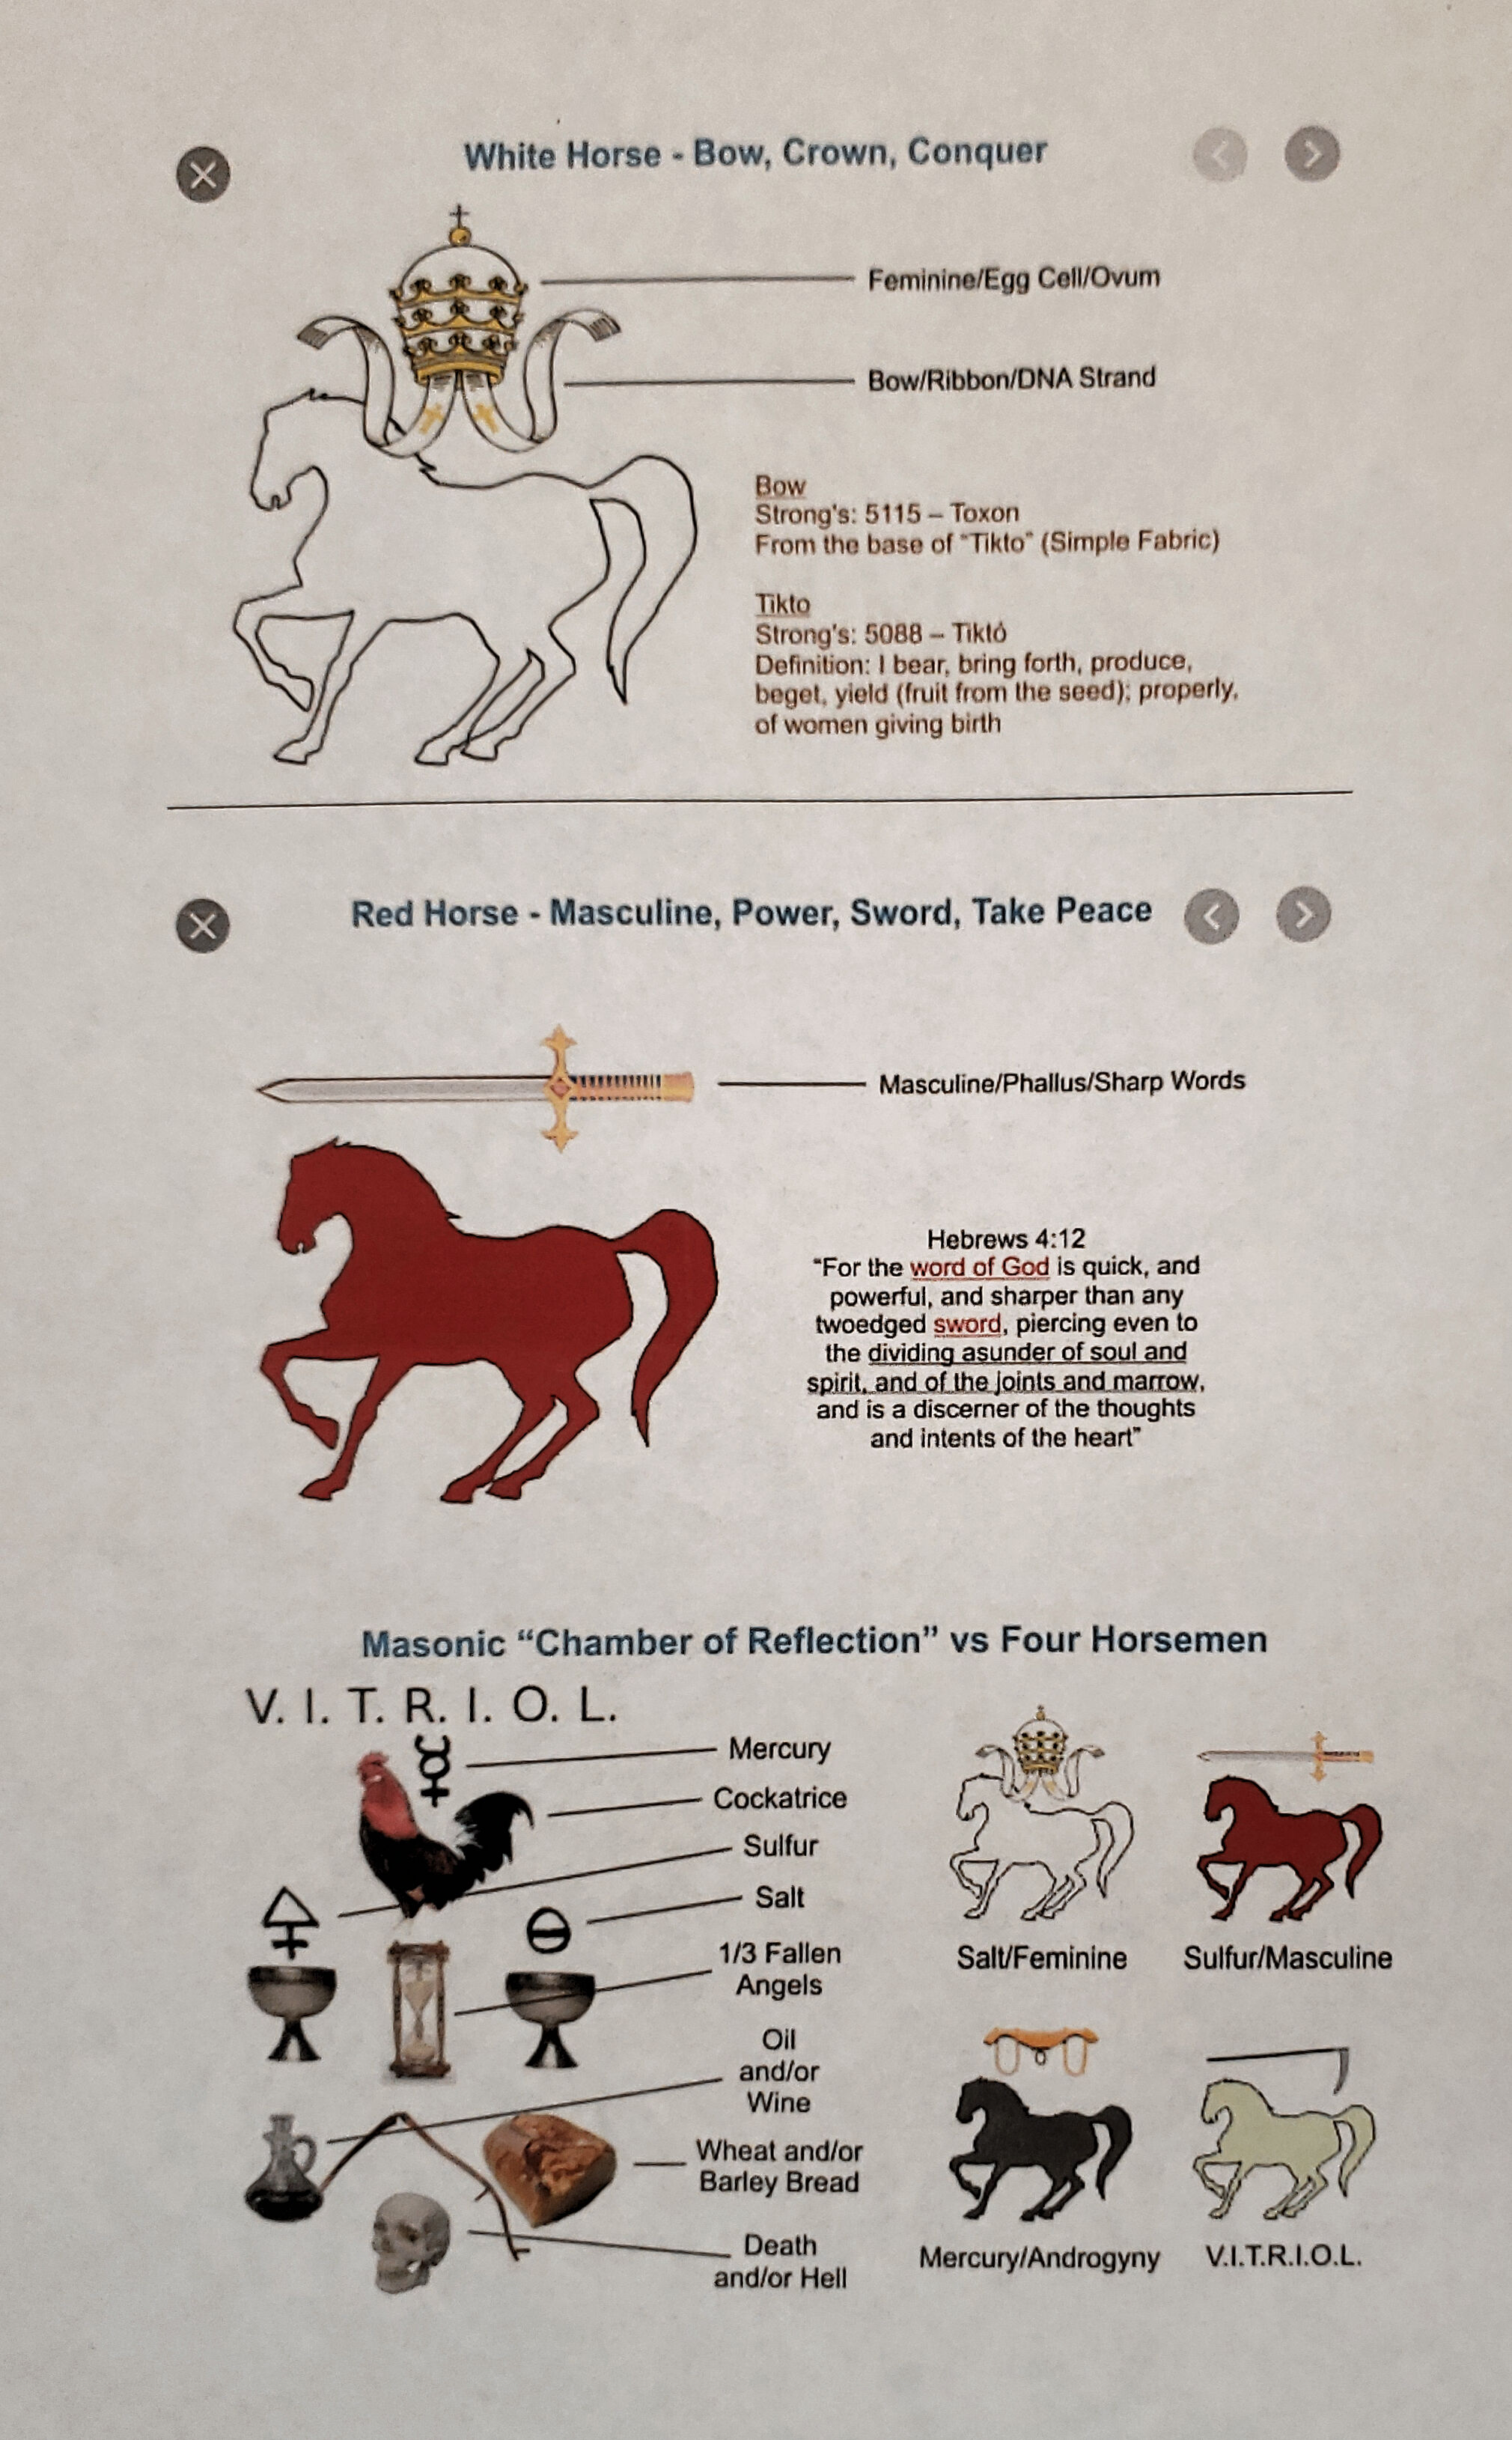 White Horse - Bow, Crown, Conquer
Feminine/Egg Cell/Ovum
Bow/Ribbon/DNA Strand
Bow
Strong's: 5115 – Toxon
From the base of "Tikto" (Simple Fabric)
Tikto
Strong's: 5088 – Tiktó
Definition: I bear, bring forth, produce,
beget, yield (fruit from the seed); properly,
of women giving birth
Red Horse - Masculine, Power, Sword, Take Peace
Masculine/Phallus/Sharp Words
Hebrews 4:12
"For the word of God is quick, and
powerful, and sharper than any
twoedged sword, piercing even to
the dividing asunder of soul and
spirit, and of the joints and marrow,
and is a discerner of the thoughts
and intents of the heart"
Masonic “Chamber of Reflection” vs Four Horsemen
V. I. T. R. I. O. L.
Mercury
Cockatrice
Sulfur
Salt
1/3 Fallen
Angels
Oil
and/or
Wine
Wheat and/or
Barley Bread
Death
and/or Hell
Salt/Feminine
Sulfur/Masculine
Mercury/Androgyny
V.I.T.R.I.O.L.